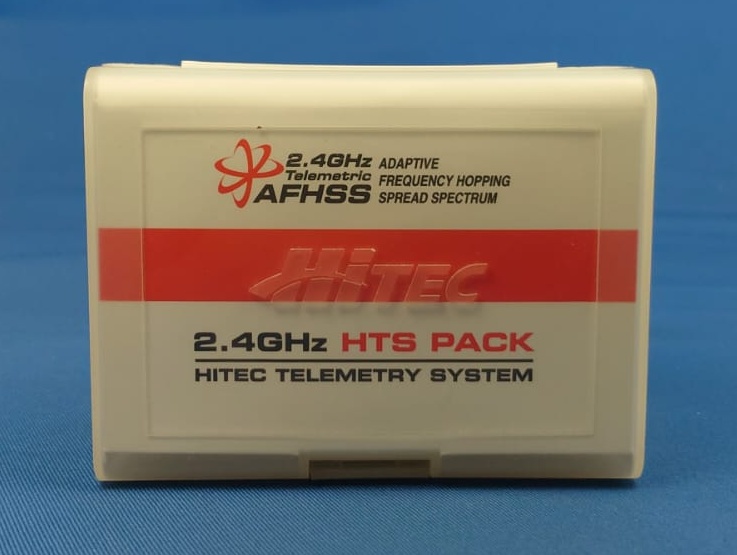 2.4GHz
Telemetric
AFHSS
ADAPTIVE
FREQUENCY HOPPING
SPREAD SPECTRUM
HiTEC
2.4GHz HTS PACK
HITEC TELEMETRY SYSTEM